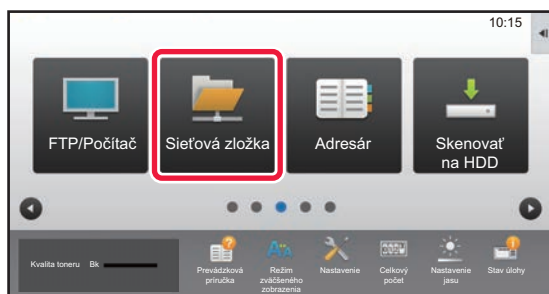 10:15
FTP/Počítač
Sieťová zložka
Adresár
Skenovať
na HDD
Kvalita toneru Bk
Prevádzková
príručka
Režim
zväčšeného
zobrazenia
Nastavenie
Celkový
počet
Nastavenie
jasu
Stav úlohy